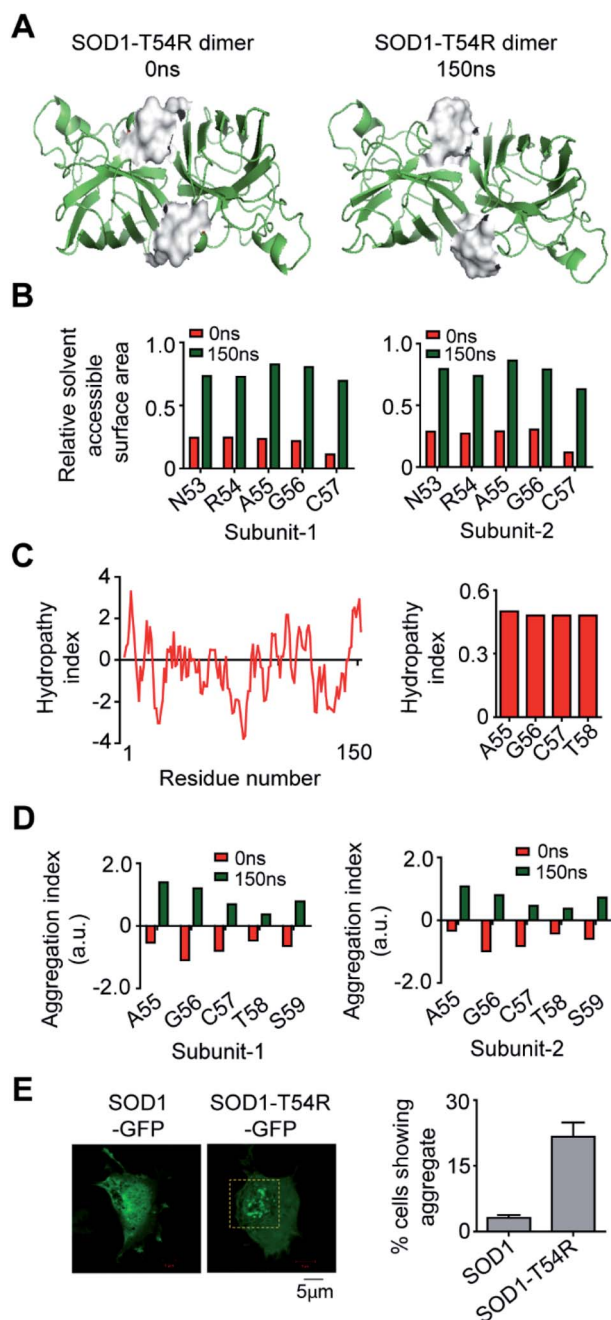 A
SOD1-T54R dimer
0ns
SOD1-T54R dimer
150ns
B
Relative solvent
accessible
surface area
1.0
0.5
0
0ns
150ns
N53
R54
A55
G56
C57
Subunit-1
1.0
0.5
0
0ns
150ns
N53
R54
A55
G56
C57
Subunit-2
C
Hydropathy
index
4
2
0
-2
-4
1
150
Residue number
Hydropathy
index
0.6
0.3
0
A55
G56
C57
T58
D
Aggregation index
(a.u.)
2.0
0
-2.0
0ns
150ns
A55
G56
C57
T58
S59
Subunit-1
Aggregation index
(a.u.)
2.0
0
-2.0
0ns
150ns
A55
G56
C57
T58
S59
Subunit-2
E
SOD1
-GFP
SOD1-T54R
-GFP
5µm
% cells showing
aggregate
30
15
0
SOD1
SOD1-T54R